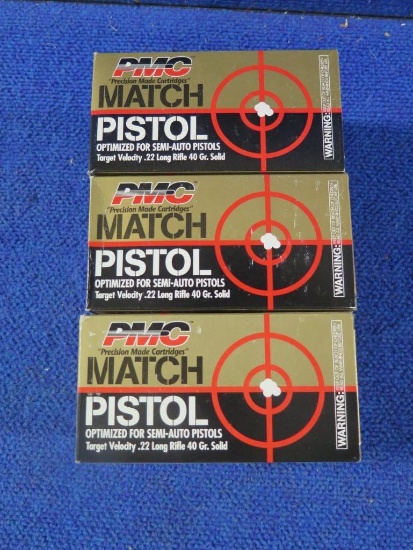 PMC
"Precision Made Cartridges"
MATCH
PISTOL
OPTIMIZED FOR SEMI-AUTO PISTOLS
Target Velocity .22 Long Rifle 40 Gr. Solid
WARNING:
PMC
"Precision Made Cartridges"
MATCH
PISTOL
OPTIMIZED FOR SEMI-AUTO PISTOLS
Target Velocity .22 Long Rifle 40 Gr. Solid
WARNING:
PMC
"Precision Made Cartridges"
MATCH
PISTOL
OPTIMIZED FOR SEMI-AUTO PISTOLS
Target Velocity .22 Long Rifle 40 Gr. Solid
WARNING: